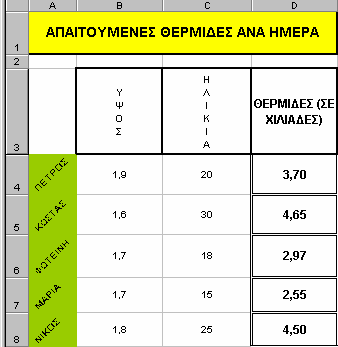 A B C D
1 ΑΠΑΙΤΟΥΜΕΝΕΣ ΘΕΡΜΙΔΕΣ ΑΝΑ ΗΜΕΡΑ
2
3 ΥΨΟΣ ΗΛΙΚΙΑ ΘΕΡΜΙΔΕΣ (ΣΕ
ΧΙΛΙΑΔΕΣ)
4 ΠΕΤΡΟΣ 1,9 20 3,70
5 ΚΩΣΤΑΣ 1,6 30 4,65
6 ΦΩΤΕΙΝΗ 1,7 18 2,97
7 ΜΑΡΙΑ 1,7 15 2,55
8 ΝΙΚΟΣ 1,8 25 4,50